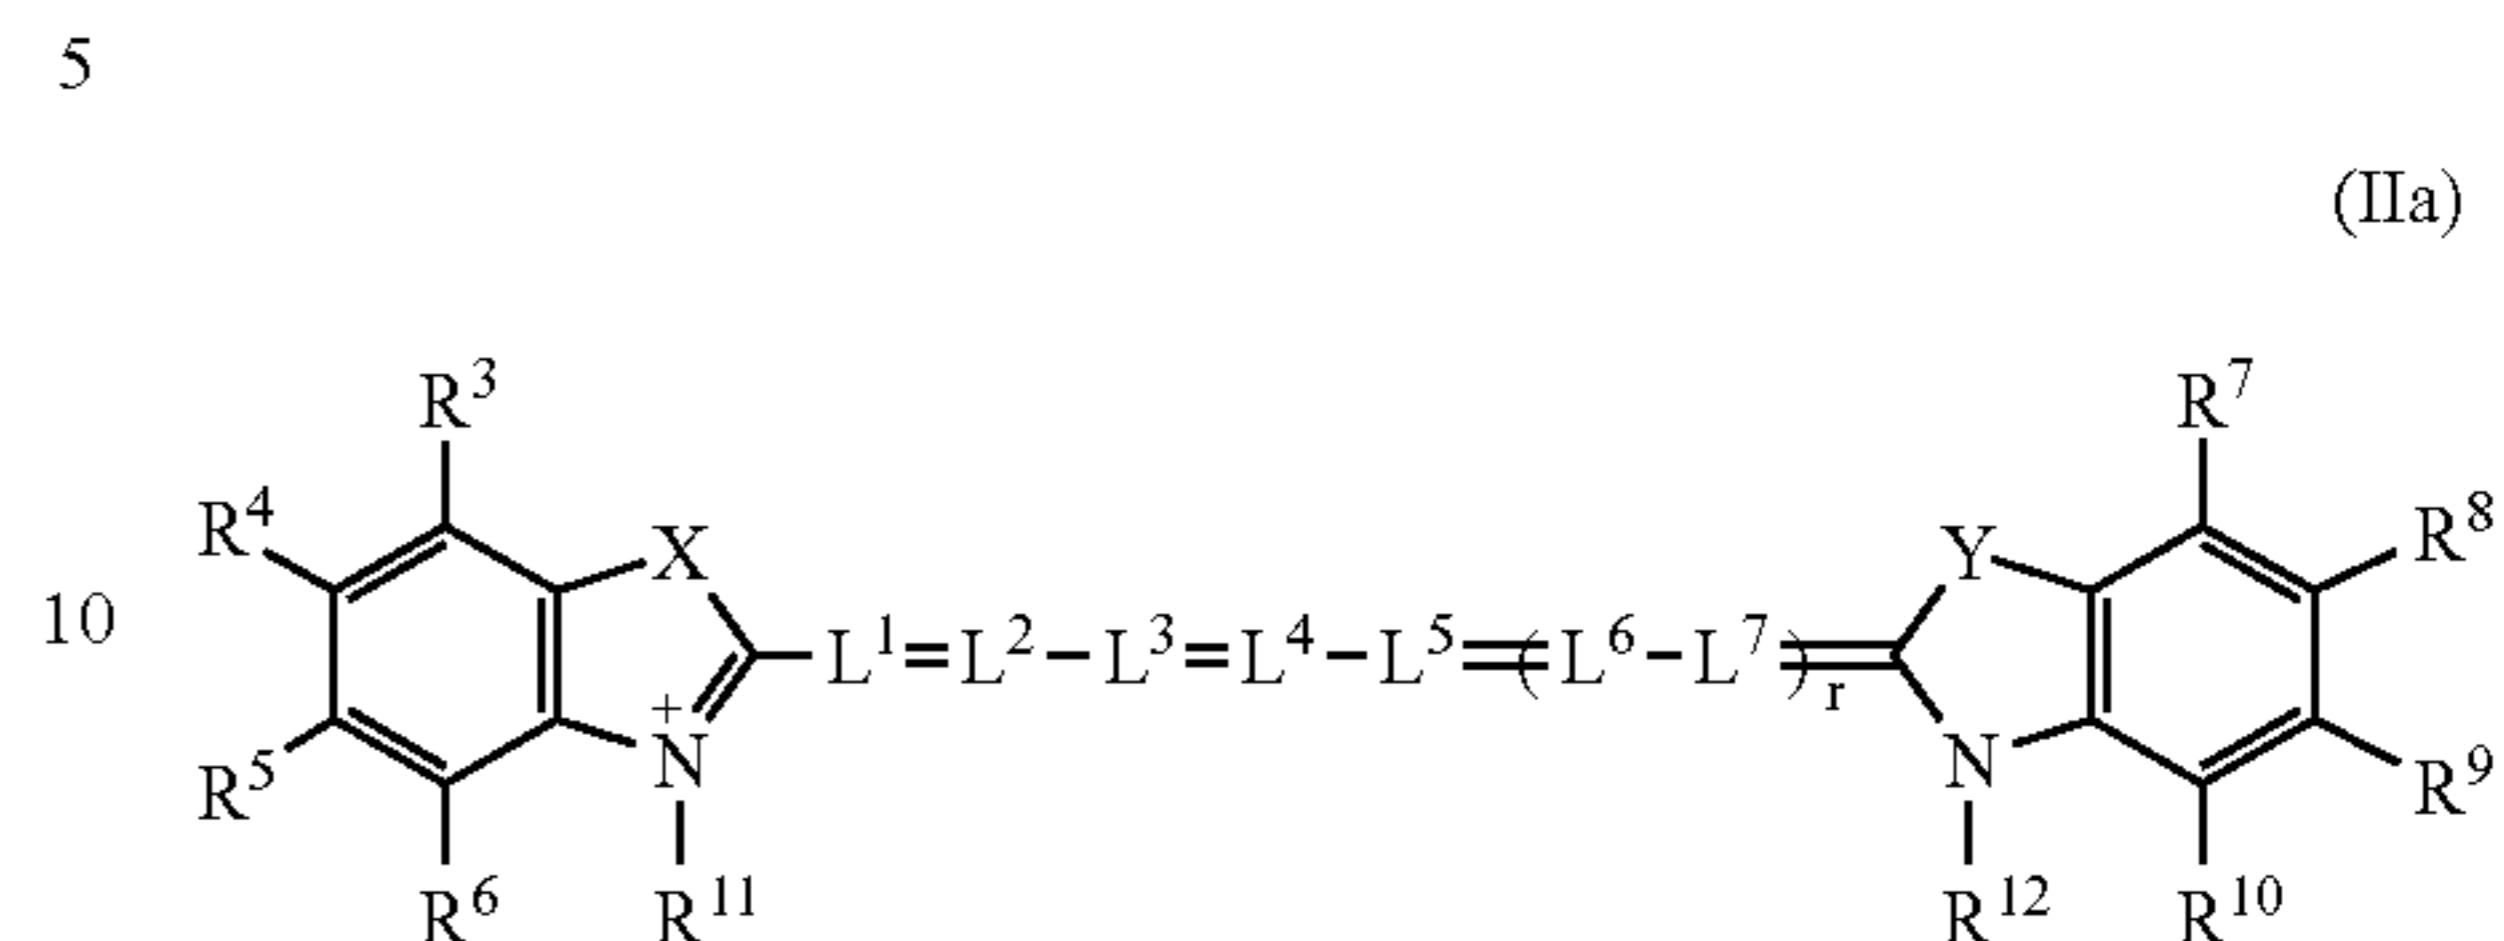 5
(IIa)
R³ R⁷
R⁴ X Y R⁸
10 L¹=L²–L³=L⁴–L⁵=(L⁶–L⁷)=r
+
R⁵ N N R⁹
R⁶ R¹¹ R¹² R¹⁰